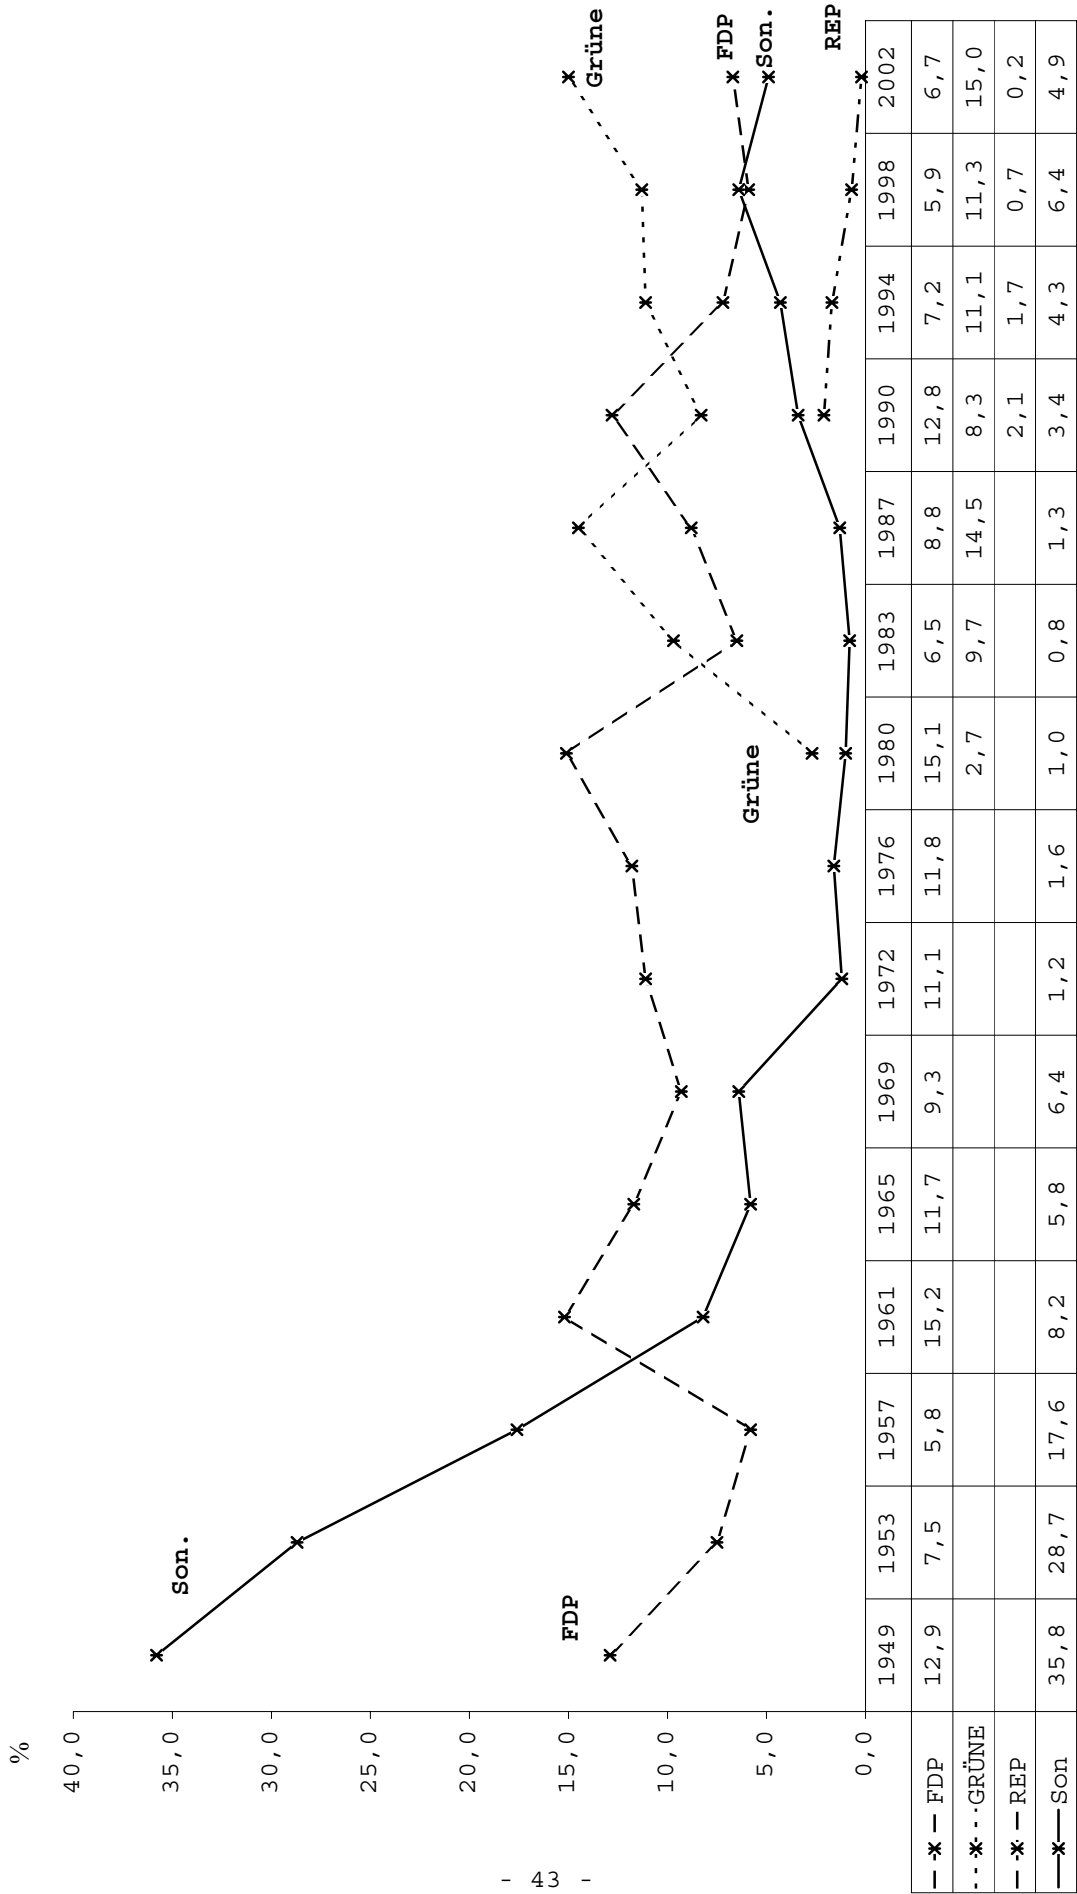 %
40,0
35,0
30,0
25,0
20,0
15,0
10,0
5,0
0,0
Son.
FDP
Grüne
Grüne
FDP
Son.
REP
1949 1953 1957 1961 1965 1969 1972 1976 1980 1983 1987 1990 1994 1998 2002
FDP 12,9 7,5 5,8 15,2 11,7 9,3 11,1 11,8 15,1 6,5 8,8 12,8 7,2 5,9 6,7
GRÜNE 2,7 9,7 14,5 8,3 11,1 11,3 15,0
REP 2,1 1,7 0,7 0,2
Son 35,8 28,7 17,6 8,2 5,8 6,4 1,2 1,6 1,0 0,8 1,3 3,4 4,3 6,4 4,9
- 43 -